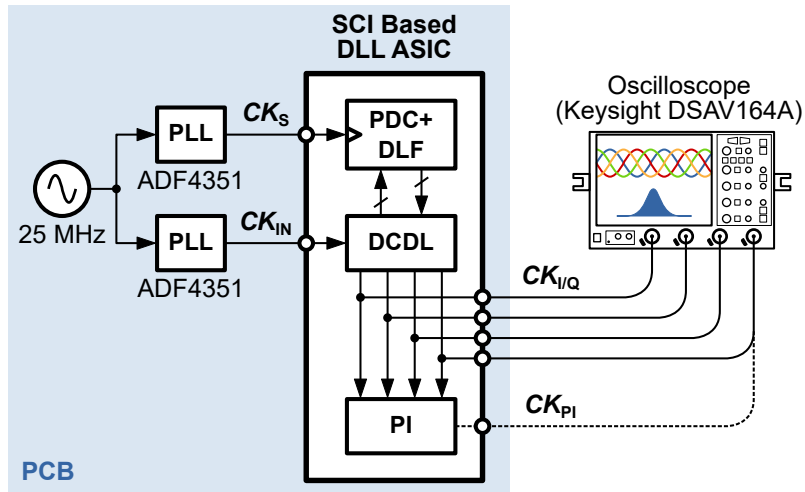 SCI Based
DLL ASIC
Oscilloscope
(Keysight DSAV164A)
CKS
PLL
ADF4351
PDC+
DLF
25 MHz
CKIN
PLL
ADF4351
DCDL
CKI/Q
PI
CKPI
PCB